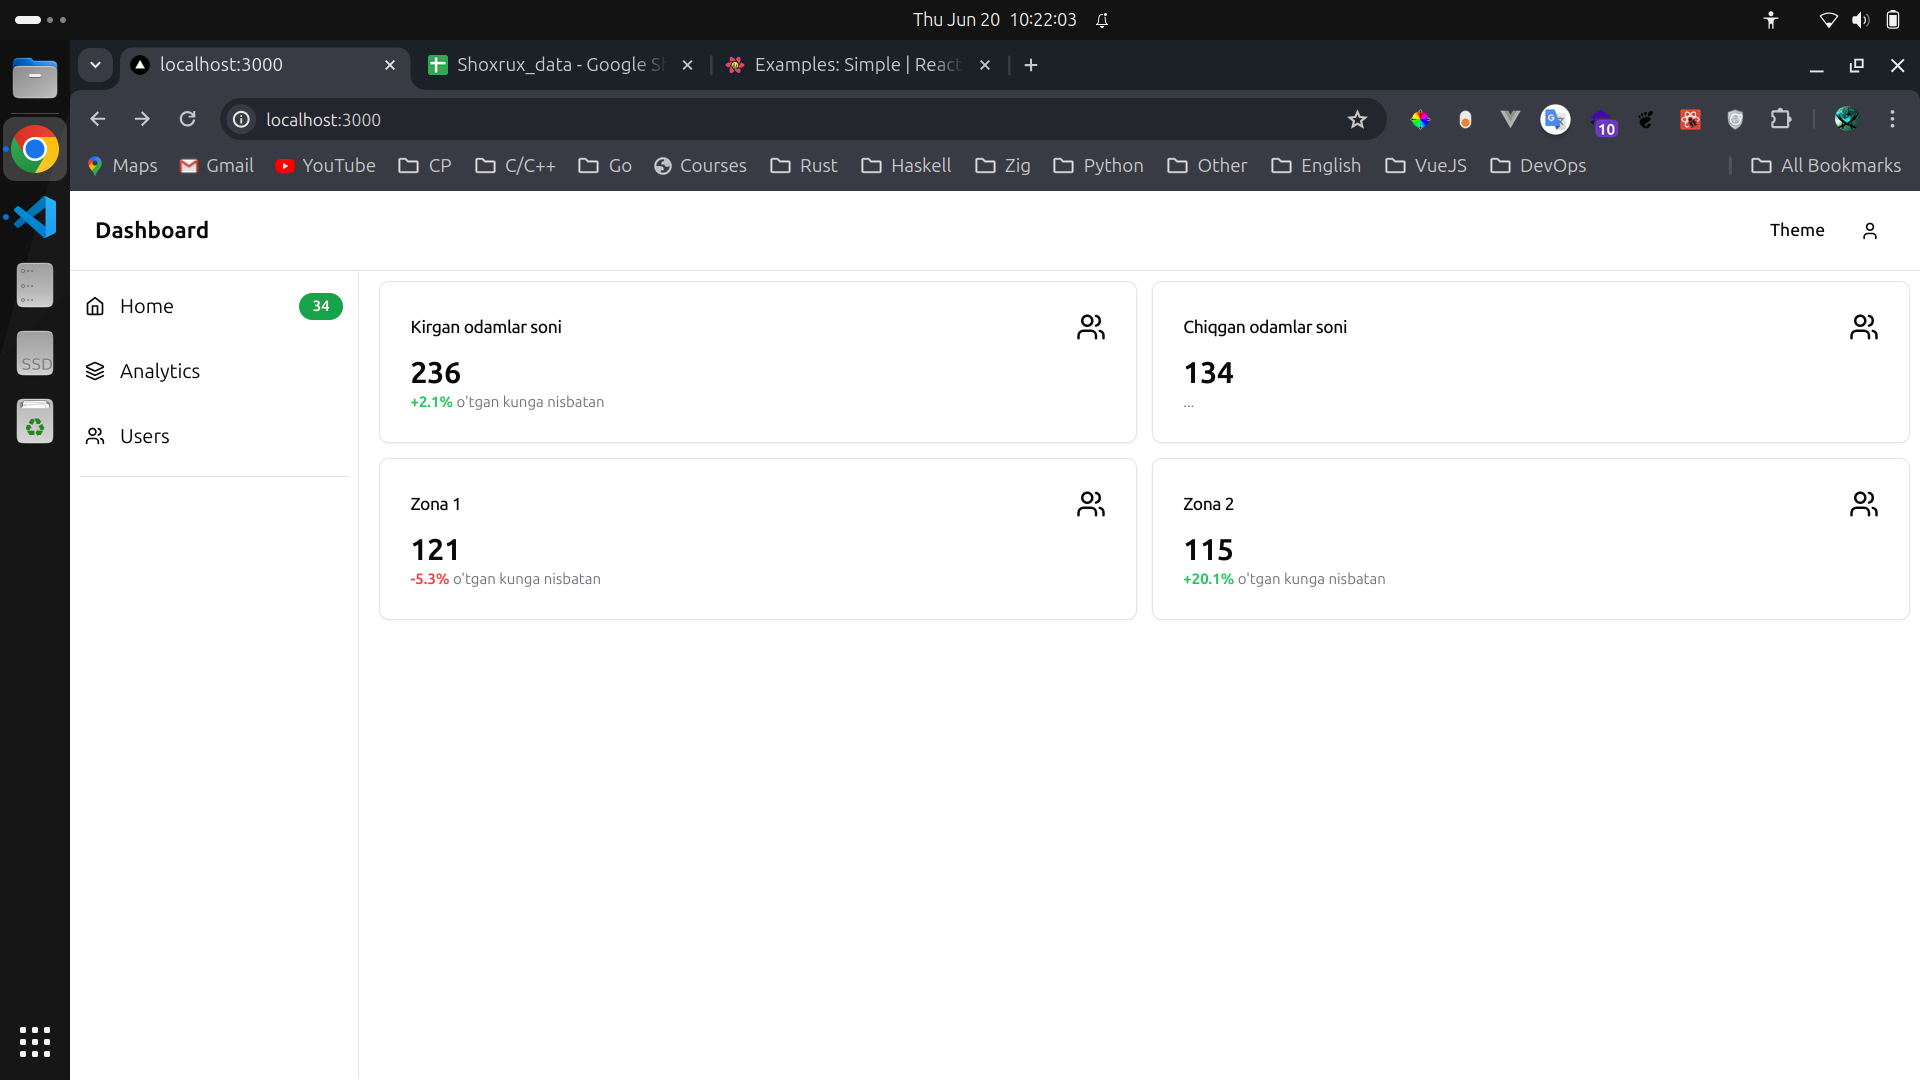 Thu Jun 20 10:22:03
localhost:3000
Shoxrux_data - Google Sh
Examples: Simple | React
localhost:3000
10
Maps
Gmail
YouTube
CP
C/C++
Go
Courses
Rust
Haskell
Zig
Python
Other
English
VueJS
DevOps
All Bookmarks
SSD
Dashboard
Theme
Home
34
Analytics
Users
Kirgan odamlar soni
236
+2.1% o'tgan kunga nisbatan
Chiqgan odamlar soni
134
...
Zona 1
121
-5.3% o'tgan kunga nisbatan
Zona 2
115
+20.1% o'tgan kunga nisbatan